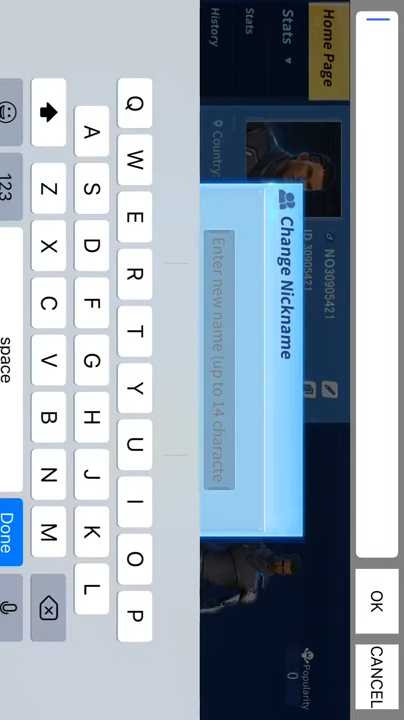 OK
CANCEL
Home Page
Stats
Stats
History
NO30905421
ID 30905421
Country:
Change Nickname
Enter new name (up to 14 characte
Popularity
0
Q W E R T Y U I O P
A S D F G H J K L
Z X C V B N M
123 space Done